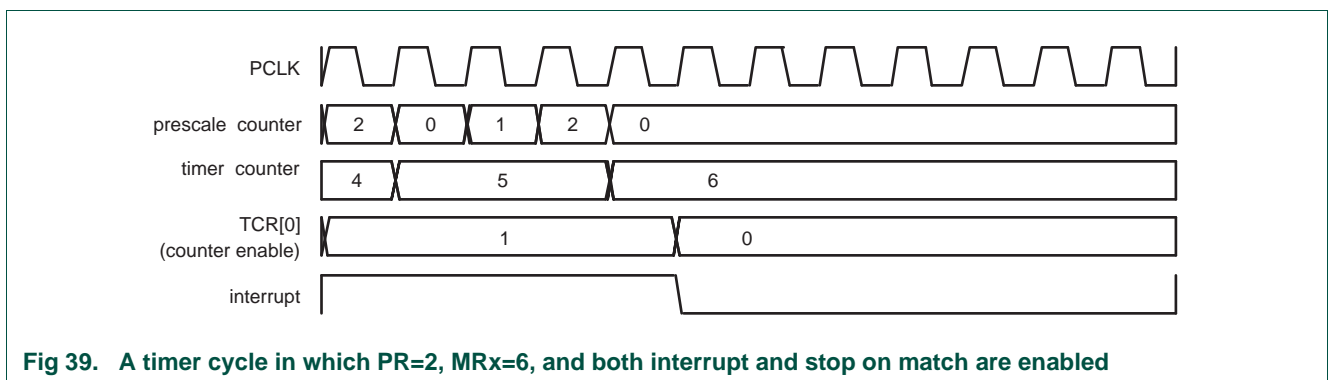 PCLK
prescale counter 2 0 1 2 0
timer counter 4 5 6
TCR[0]
(counter enable) 1 0
interrupt
Fig 39. A timer cycle in which PR=2, MRx=6, and both interrupt and stop on match are enabled